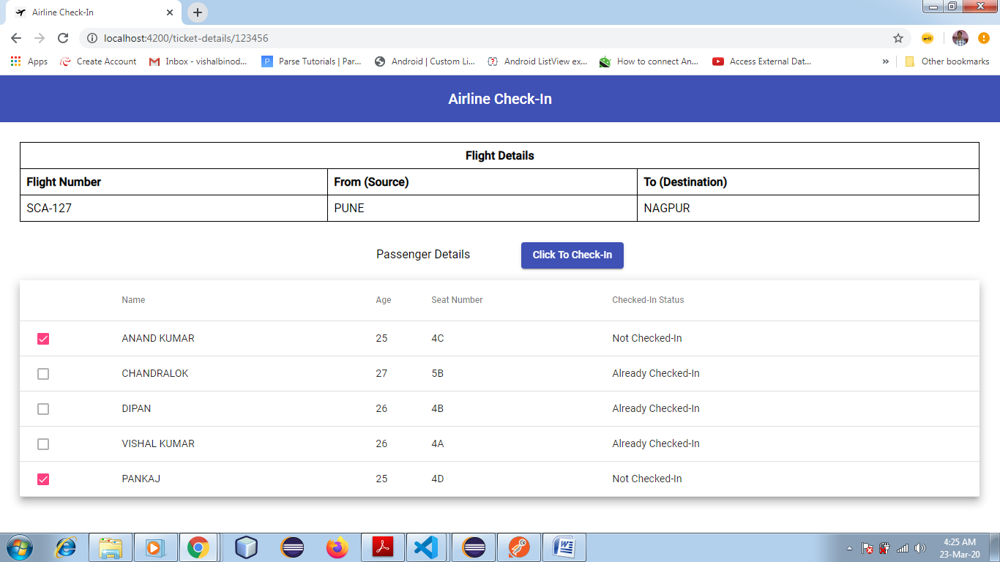 Airline Check-In
localhost:4200/ticket-details/123456
Apps Create Account Inbox - vishalbinod... Parse Tutorials | Par... Android | Custom Li... Android ListView ex... How to connect An... Access External Dat... » Other bookmarks
Airline Check-In
Flight Details
Flight Number From (Source) To (Destination)
SCA-127 PUNE NAGPUR
Passenger Details Click To Check-In
Name Age Seat Number Checked-In Status
ANAND KUMAR 25 4C Not Checked-In
CHANDRALOK 27 5B Already Checked-In
DIPAN 26 4B Already Checked-In
VISHAL KUMAR 26 4A Already Checked-In
PANKAJ 25 4D Not Checked-In
4:25 AM
23-Mar-20